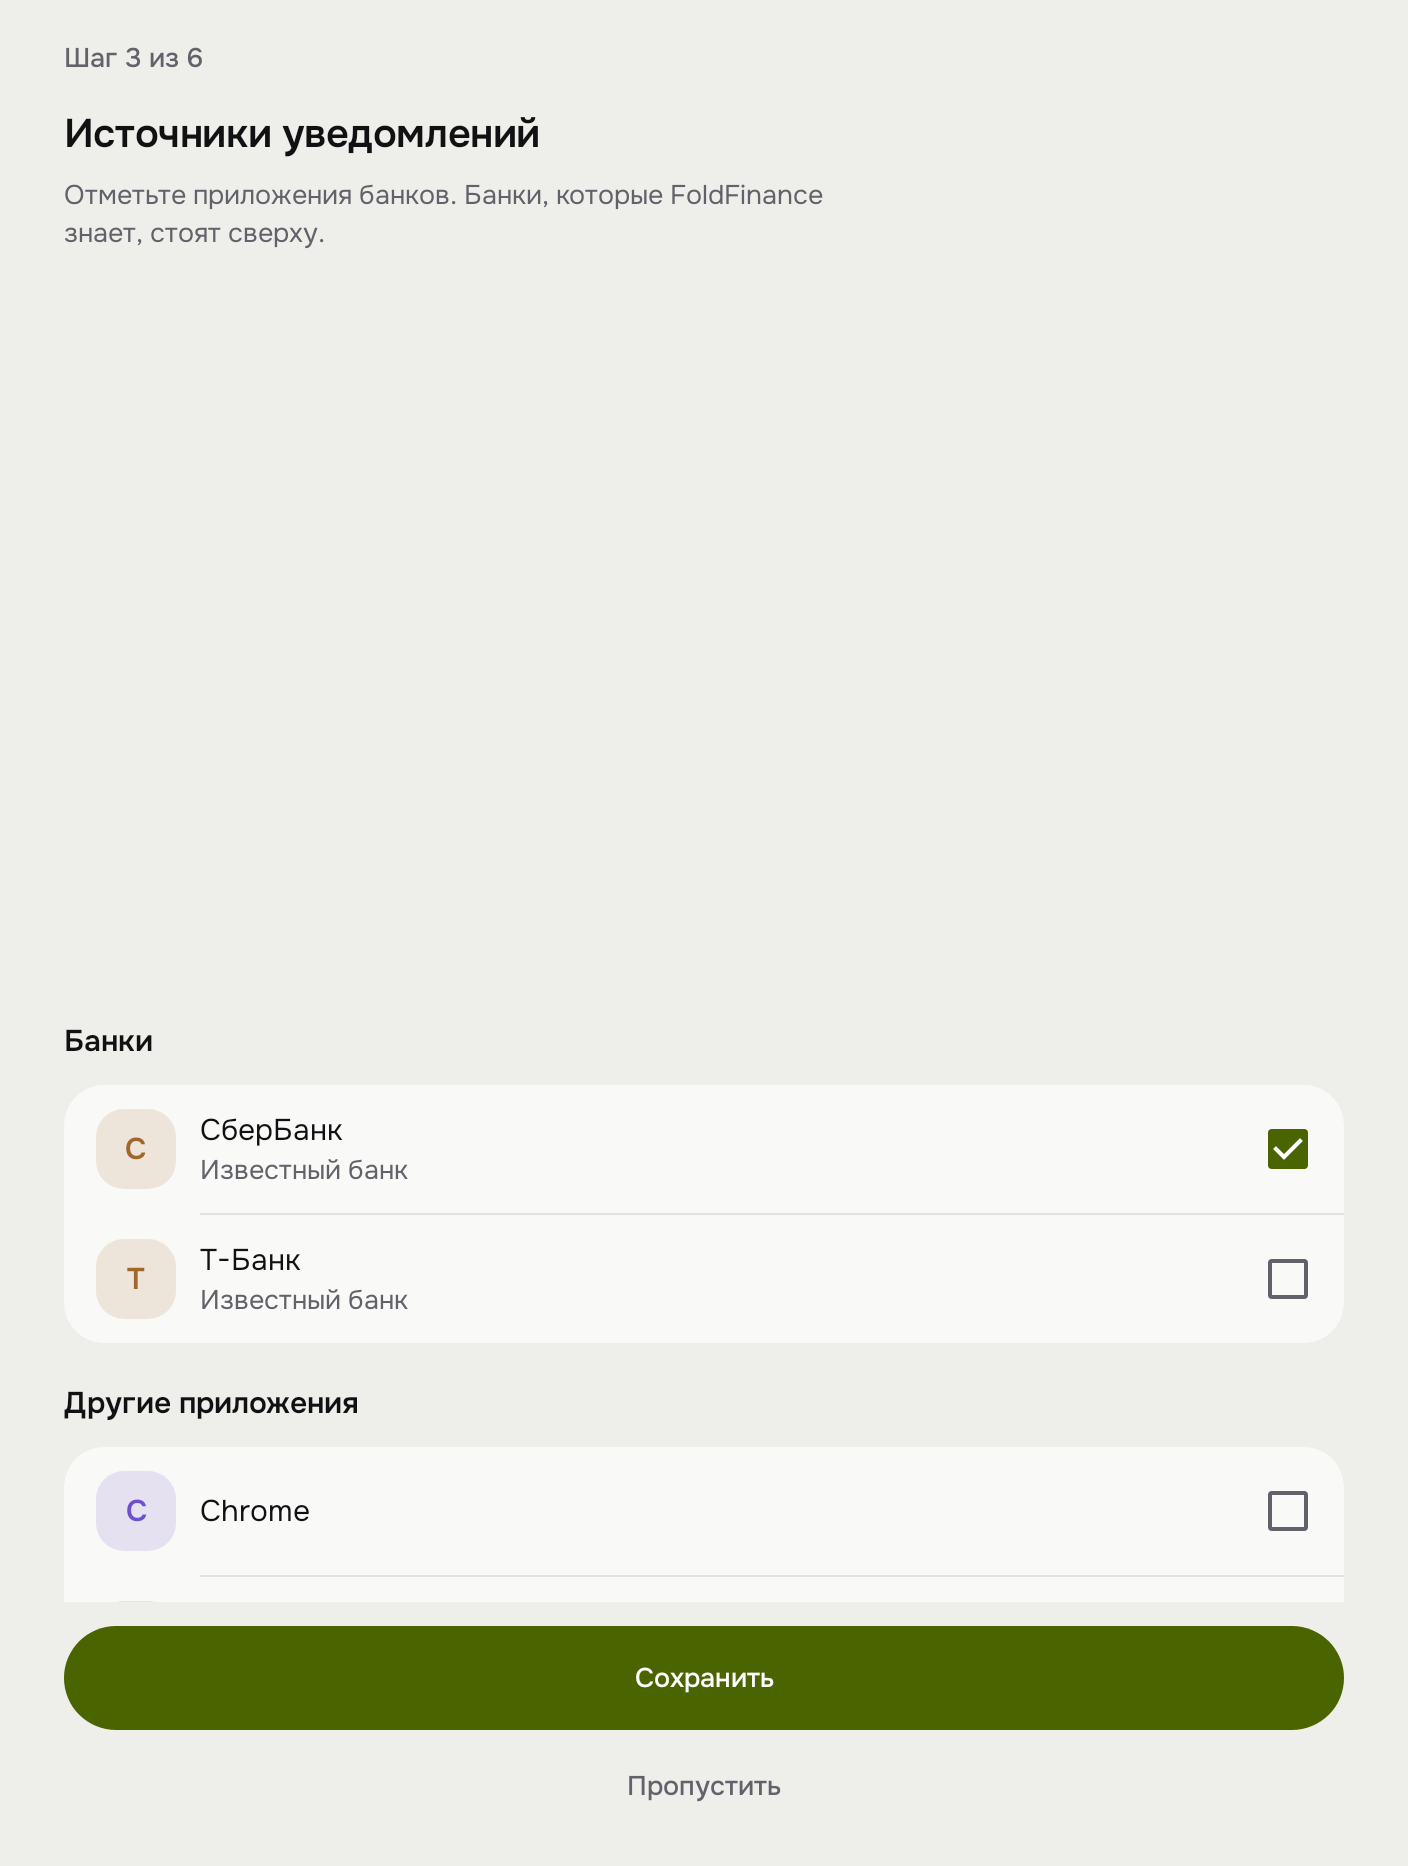 Шаг 3 из 6
Источники уведомлений
Отметьте приложения банков. Банки, которые FoldFinance
знает, стоят сверху.
Банки
С
СберБанк
Известный банк
Т
Т-Банк
Известный банк
Другие приложения
C
Chrome
Сохранить
Пропустить